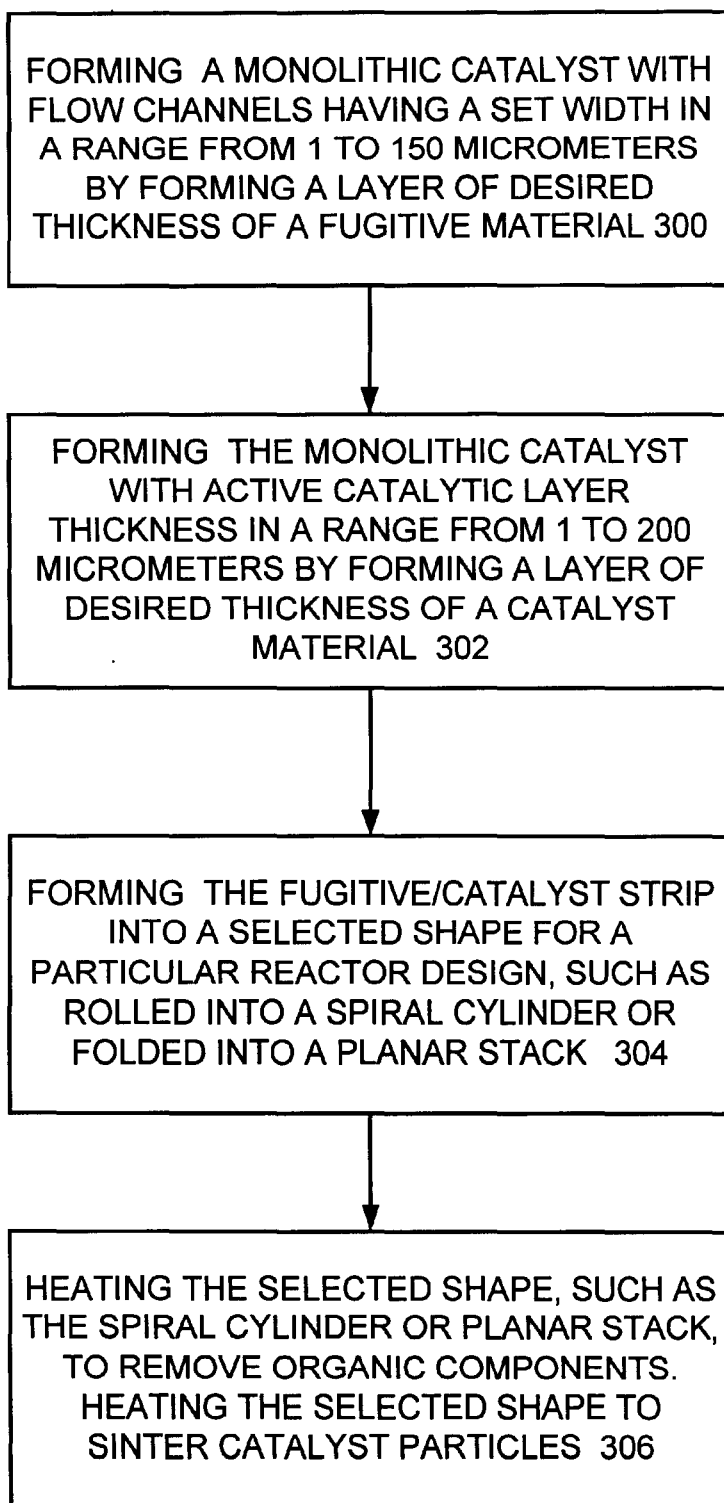 FORMING A MONOLITHIC CATALYST WITH
FLOW CHANNELS HAVING A SET WIDTH IN
A RANGE FROM 1 TO 150 MICROMETERS
BY FORMING A LAYER OF DESIRED
THICKNESS OF A FUGITIVE MATERIAL 300
FORMING THE MONOLITHIC CATALYST
WITH ACTIVE CATALYTIC LAYER
THICKNESS IN A RANGE FROM 1 TO 200
MICROMETERS BY FORMING A LAYER OF
DESIRED THICKNESS OF A CATALYST
MATERIAL 302
FORMING THE FUGITIVE/CATALYST STRIP
INTO A SELECTED SHAPE FOR A
PARTICULAR REACTOR DESIGN, SUCH AS
ROLLED INTO A SPIRAL CYLINDER OR
FOLDED INTO A PLANAR STACK 304
HEATING THE SELECTED SHAPE, SUCH AS
THE SPIRAL CYLINDER OR PLANAR STACK,
TO REMOVE ORGANIC COMPONENTS.
HEATING THE SELECTED SHAPE TO
SINTER CATALYST PARTICLES 306